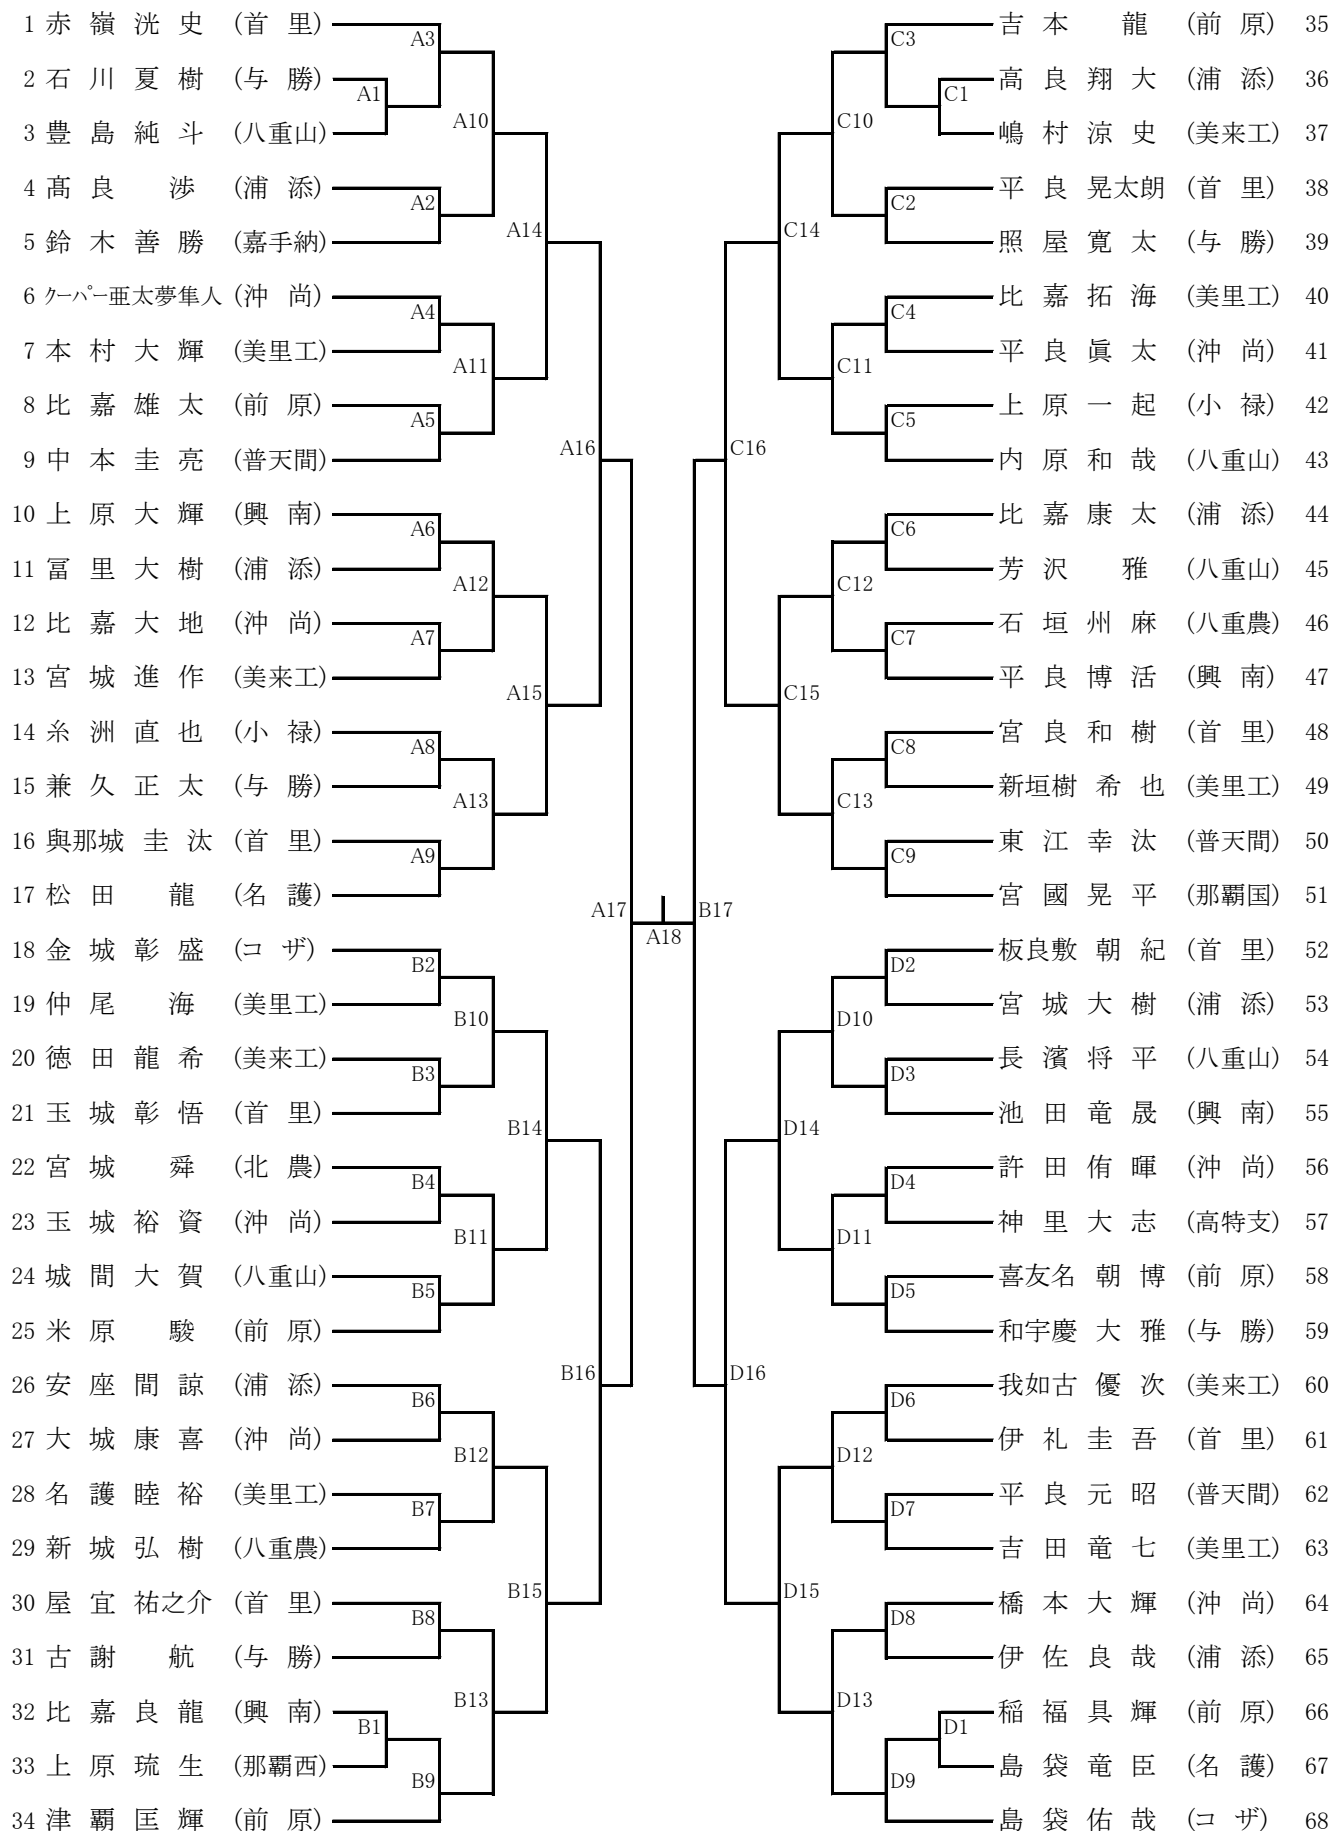 1 赤嶺洸史 (首里)
2 石川夏樹 (与勝)
3 豊島純斗 (八重山)
4 髙良渉 (浦添)
5 鈴木善勝 (嘉手納)
6 クーパー亜太夢隼人 (沖尚)
7 本村大輝 (美里工)
8 比嘉雄太 (前原)
9 中本圭亮 (普天間)
10 上原大輝 (興南)
11 冨里大樹 (浦添)
12 比嘉大地 (沖尚)
13 宮城進作 (美来工)
14 糸洲直也 (小禄)
15 兼久正太 (与勝)
16 與那城圭汰 (首里)
17 松田龍 (名護)
18 金城彰盛 (コザ)
19 仲尾海 (美里工)
20 徳田龍希 (美来工)
21 玉城彰悟 (首里)
22 宮城舜 (北農)
23 玉城裕資 (沖尚)
24 城間大賀 (八重山)
25 米原駿 (前原)
26 安座間諒 (浦添)
27 大城康喜 (沖尚)
28 名護睦裕 (美里工)
29 新城弘樹 (八重農)
30 屋宜祐之介 (首里)
31 古謝航 (与勝)
32 比嘉良龍 (興南)
33 上原琉生 (那覇西)
34 津覇匡輝 (前原)
A3
A1
A10
A2
A14
A4
A11
A5
A16
A6
A12
A7
A15
A8
A13
A9
A17
B2
B10
B3
B14
B4
B11
B5
B16
B6
B12
B7
B15
B8
B13
B1
B9
A18
B17
C3
C1
C10
C2
C14
C4
C11
C5
C16
C6
C12
C7
C15
C8
C13
C9
D2
D10
D3
D14
D4
D11
D5
D16
D6
D12
D7
D15
D8
D13
D1
D9
吉本龍 (前原) 35
高良翔大 (浦添) 36
嶋村涼史 (美来工) 37
平良晃太朗 (首里) 38
照屋寛太 (与勝) 39
比嘉拓海 (美里工) 40
平良眞太 (沖尚) 41
上原一起 (小禄) 42
内原和哉 (八重山) 43
比嘉康太 (浦添) 44
芳沢雅 (八重山) 45
石垣州麻 (八重農) 46
平良博活 (興南) 47
宮良和樹 (首里) 48
新垣樹希也 (美里工) 49
東江幸汰 (普天間) 50
宮國晃平 (那覇国) 51
板良敷朝紀 (首里) 52
宮城大樹 (浦添) 53
長濱将平 (八重山) 54
池田竜晟 (興南) 55
許田侑暉 (沖尚) 56
神里大志 (高特支) 57
喜友名朝博 (前原) 58
和宇慶大雅 (与勝) 59
我如古優次 (美来工) 60
伊礼圭吾 (首里) 61
平良元昭 (普天間) 62
吉田竜七 (美里工) 63
橋本大輝 (沖尚) 64
伊佐良哉 (浦添) 65
稲福具輝 (前原) 66
島袋竜臣 (名護) 67
島袋佑哉 (コザ) 68